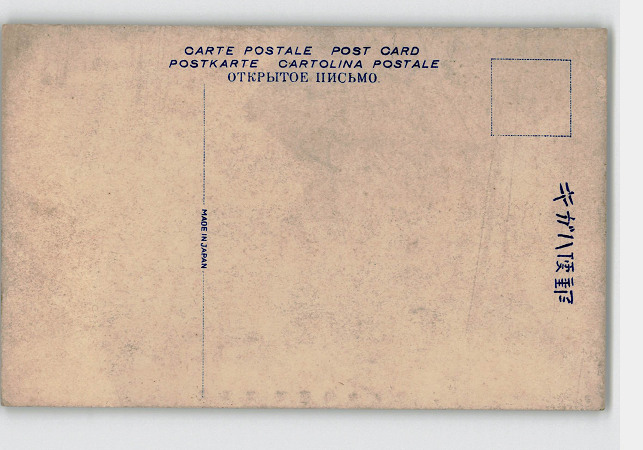 CARTE POSTALE POST CARD
POSTKARTE CARTOLINA POSTALE
ОТКРЫТОЕ ПИСЬМО.
MADE IN JAPAN
キガハ便郵